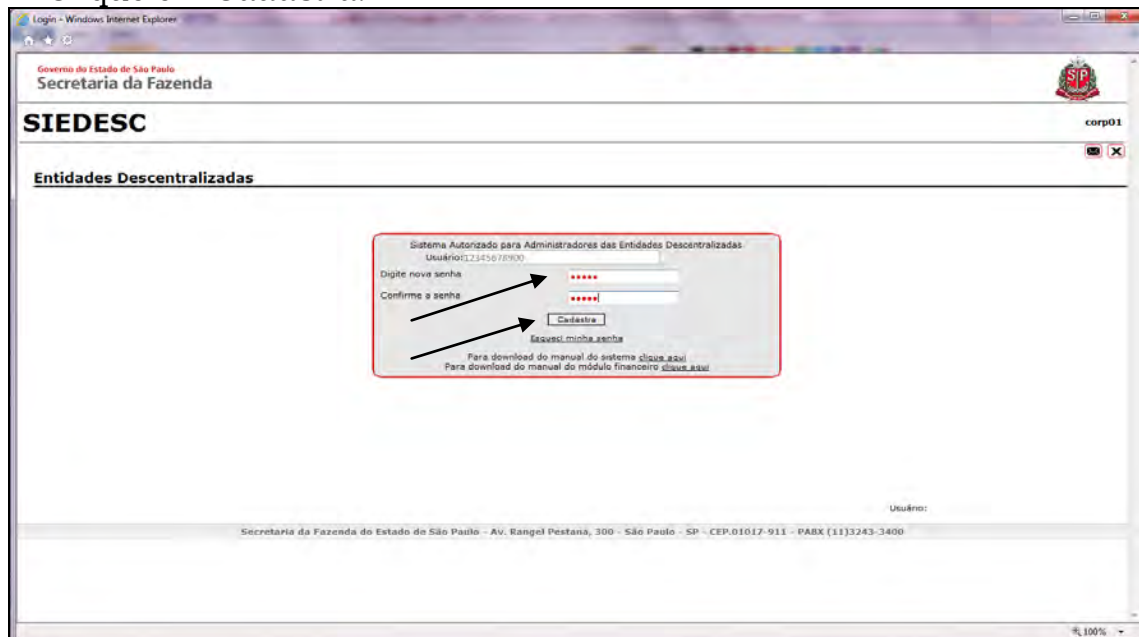 Login - Windows Internet Explorer
Governo do Estado de São Paulo
Secretaria da Fazenda
SIEDESC
corp01
Entidades Descentralizadas
Sistema Autorizado para Administradores das Entidades Descentralizadas
Usuário:12345678900
Digite nova senha
Confirme a senha
Cadastra
Esqueci minha senha
Para download do manual do sistema clique aqui
Para download do manual do módulo financeiro clique aqui
Usuário:
Secretaria da Fazenda do Estado de São Paulo - Av. Rangel Pestana, 300 - São Paulo - SP - CEP.01017-911 - PABX (11)3243-3400
100%